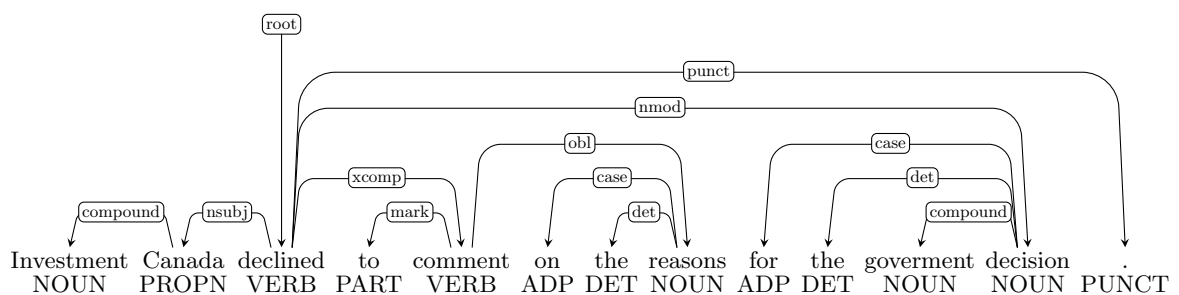 root
punct
nmod
obl case
xcomp case det
compound nsubj mark det compound
Investment Canada declined to comment on the reasons for the goverment decision .
NOUN PROPN VERB PART VERB ADP DET NOUN ADP DET NOUN NOUN PUNCT